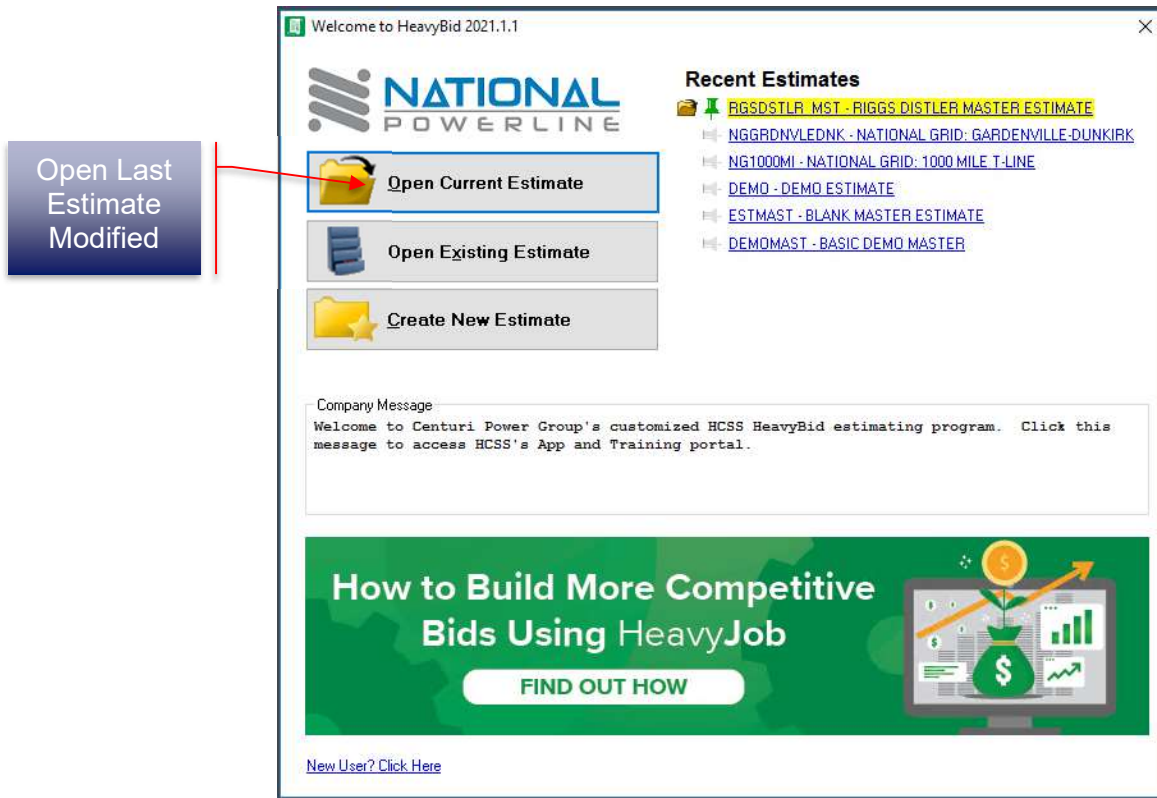 Welcome to HeavyBid 2021.1.1
NATIONAL
POWERLINE
Open Current Estimate
Open Existing Estimate
Create New Estimate
Recent Estimates
RGSDSTLR_MST - RIGGS DISTLER MASTER ESTIMATE
NGGRDNVLEDNK - NATIONAL GRID: GARDENVILLE-DUNKIRK
NG1000MI - NATIONAL GRID: 1000 MILE T-LINE
DEMO - DEMO ESTIMATE
ESTMAST - BLANK MASTER ESTIMATE
DEMOMAST - BASIC DEMO MASTER
Open Last
Estimate
Modified
Company Message
Welcome to Centuri Power Group's customized HCSS HeavyBid estimating program.  Click this
message to access HCSS's App and Training portal.
How to Build More Competitive
Bids Using HeavyJob
FIND OUT HOW
$
$
$
$
$
$
New User? Click Here